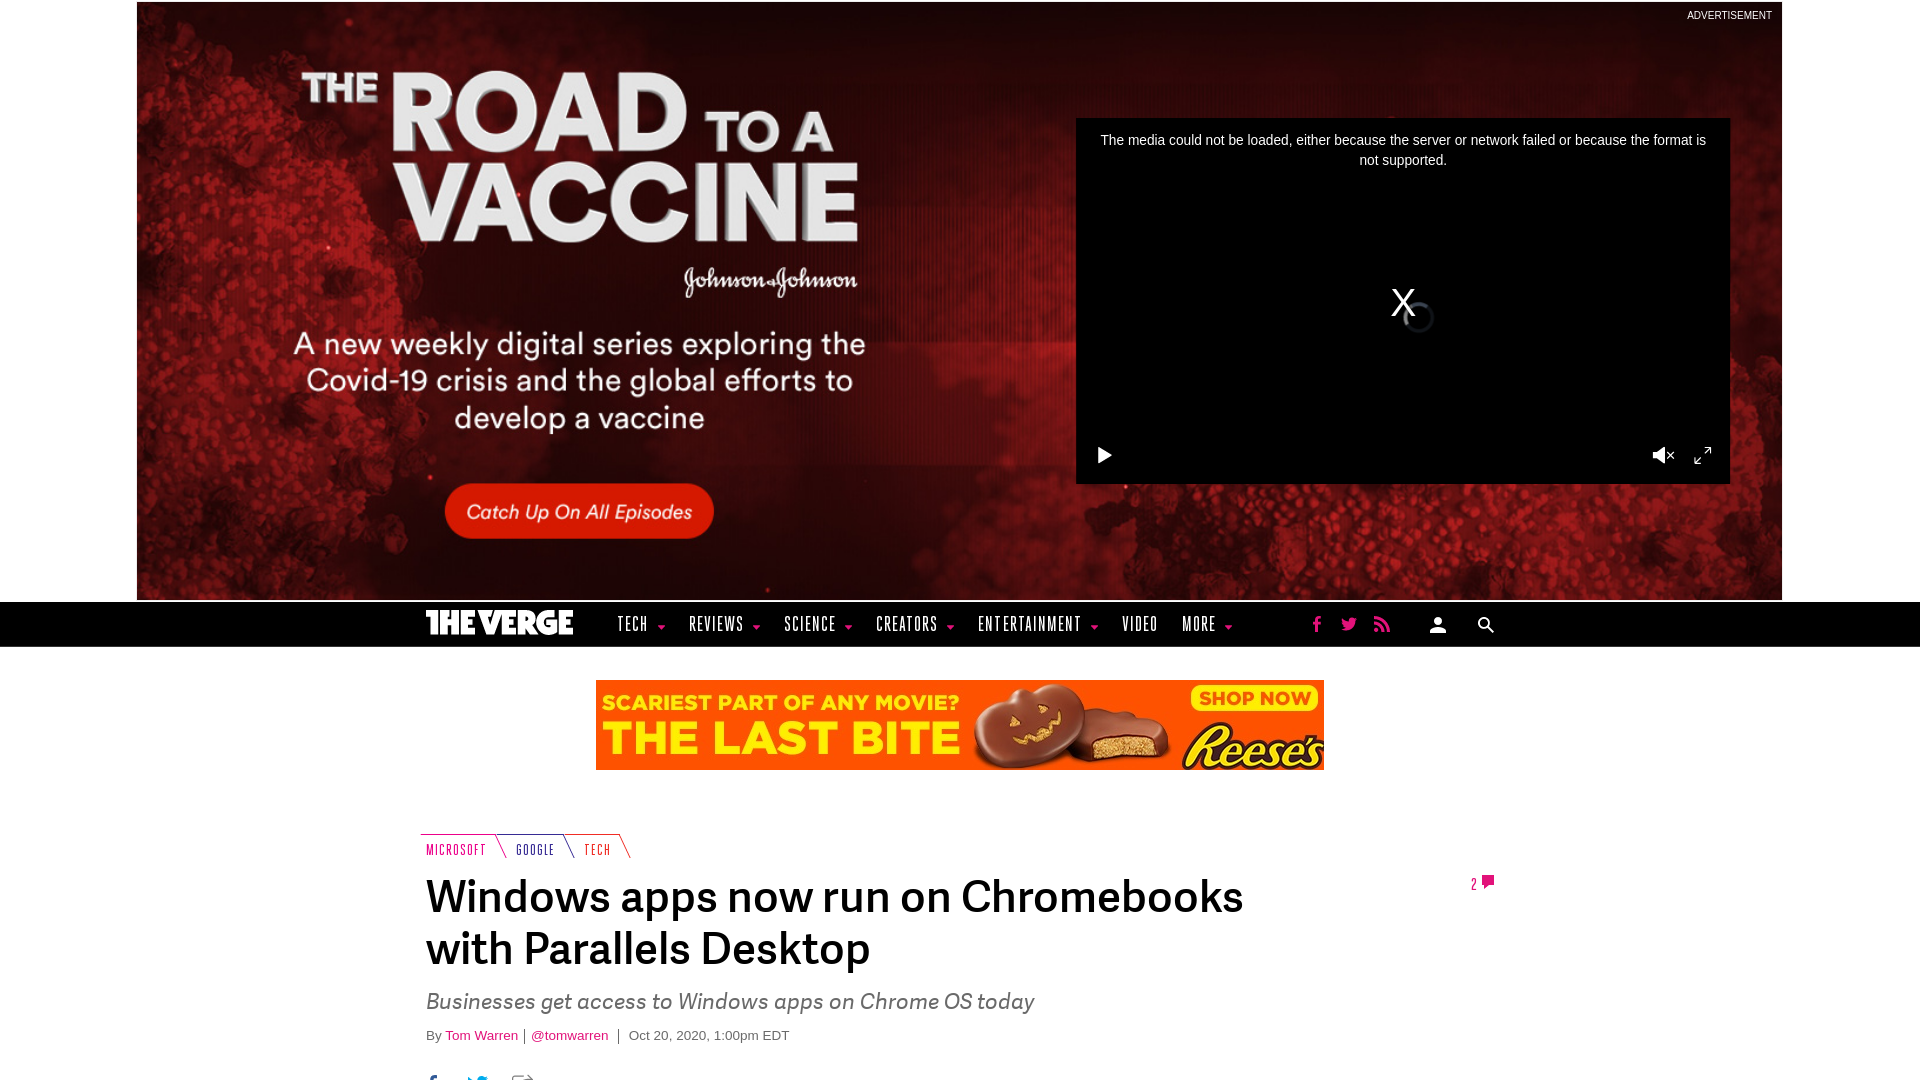 ADVERTISEMENT
THE ROAD TO A
VACCINE
Johnson & Johnson
A new weekly digital series exploring the
Covid-19 crisis and the global efforts to
develop a vaccine
Catch Up On All Episodes
The media could not be loaded, either because the server or network failed or because the format is
not supported.
X
THE VERGE TECH REVIEWS SCIENCE CREATORS ENTERTAINMENT VIDEO MORE
SCARIEST PART OF ANY MOVIE?
THE LAST BITE
SHOP NOW
Reese's
MICROSOFT GOOGLE TECH
Windows apps now run on Chromebooks
with Parallels Desktop
2
Businesses get access to Windows apps on Chrome OS today
By Tom Warren | @tomwarren | Oct 20, 2020, 1:00pm EDT